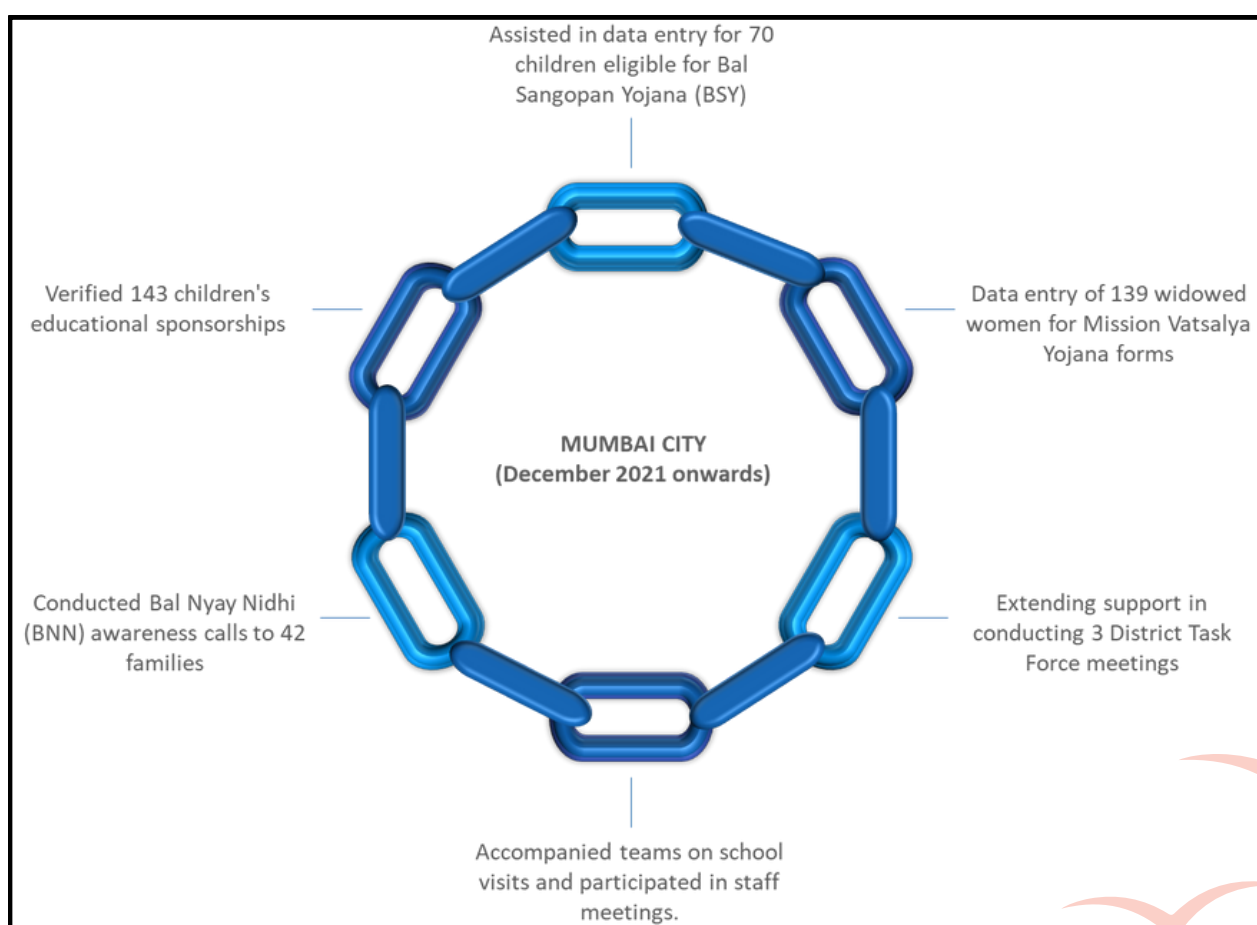 Assisted in data entry for 70
children eligible for Bal
Sangopan Yojana (BSY)
Data entry of 139 widowed
women for Mission Vatsalya
Yojana forms
Extending support in
conducting 3 District Task
Force meetings
Accompanied teams on school
visits and participated in staff
meetings.
Conducted Bal Nyay Nidhi
(BNN) awareness calls to 42
families
Verified 143 children's
educational sponsorships
MUMBAI CITY
(December 2021 onwards)